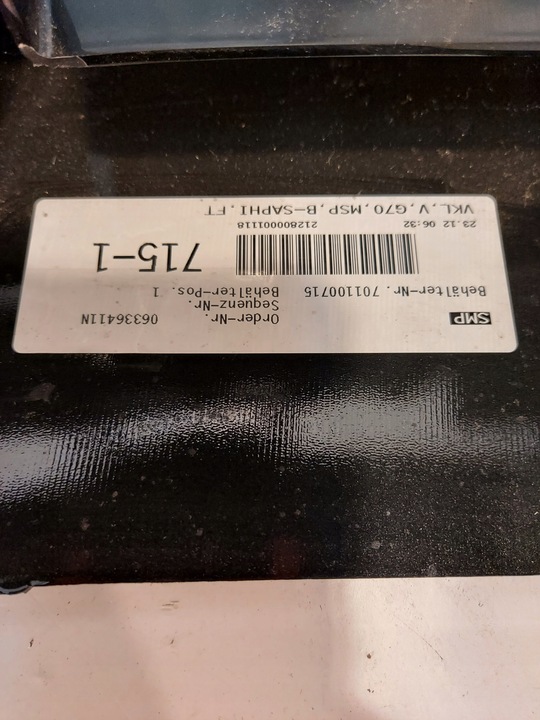 SMP
Order-Nr. 06336411N
Sequenz-Nr.
Behälter-Nr. 701100715 Behälter-Pos. 1
715-1
23.12 06:32 212800001118
VKL,V,G70,MSP,B-SAPHI,FT